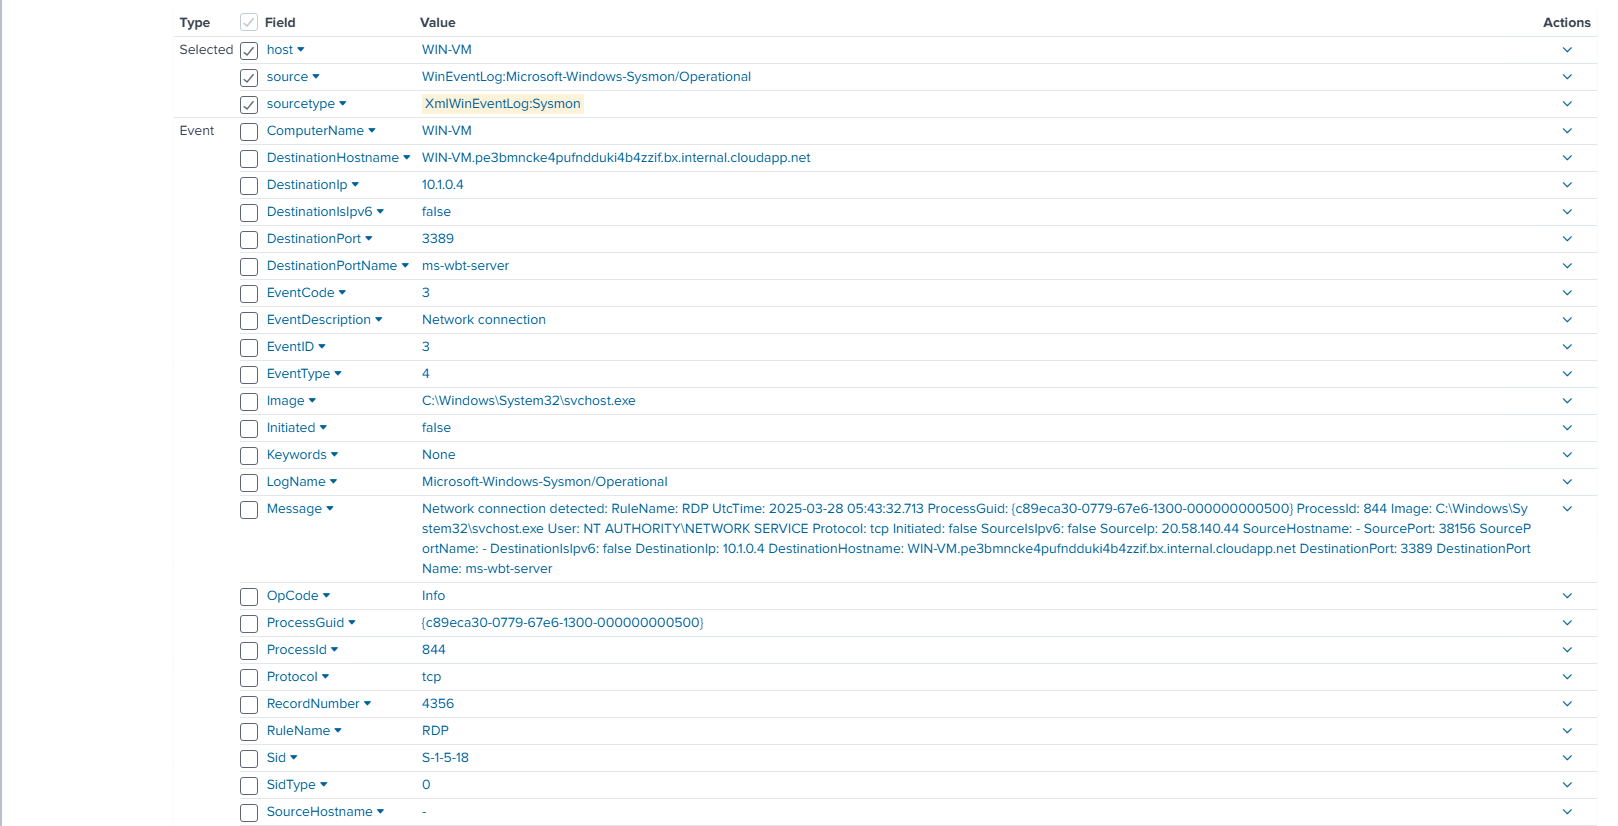 Type Field Value Actions
Selected host WIN-VM
source WinEventLog:Microsoft-Windows-Sysmon/Operational
sourcetype XmlWinEventLog:Sysmon
Event ComputerName WIN-VM
DestinationHostname WIN-VM.pe3bmncke4pufndduki4b4zzif.bx.internal.cloudapp.net
DestinationIp 10.1.0.4
DestinationIsIpv6 false
DestinationPort 3389
DestinationPortName ms-wbt-server
EventCode 3
EventDescription Network connection
EventID 3
EventType 4
Image C:\Windows\System32\svchost.exe
Initiated false
Keywords None
LogName Microsoft-Windows-Sysmon/Operational
Message Network connection detected: RuleName: RDP UtcTime: 2025-03-28 05:43:32.713 ProcessGuid: {c89eca30-0779-67e6-1300-000000000500} ProcessId: 844 Image: C:\Windows\Sy
stem32\svchost.exe User: NT AUTHORITY\NETWORK SERVICE Protocol: tcp Initiated: false SourceIsIpv6: false SourceIp: 20.58.140.44 SourceHostname: - SourcePort: 38156 SourceP
ortName: - DestinationIsIpv6: false DestinationIp: 10.1.0.4 DestinationHostname: WIN-VM.pe3bmncke4pufndduki4b4zzif.bx.internal.cloudapp.net DestinationPort: 3389 DestinationPort
Name: ms-wbt-server
OpCode Info
ProcessGuid {c89eca30-0779-67e6-1300-000000000500}
ProcessId 844
Protocol tcp
RecordNumber 4356
RuleName RDP
Sid S-1-5-18
SidType 0
SourceHostname -